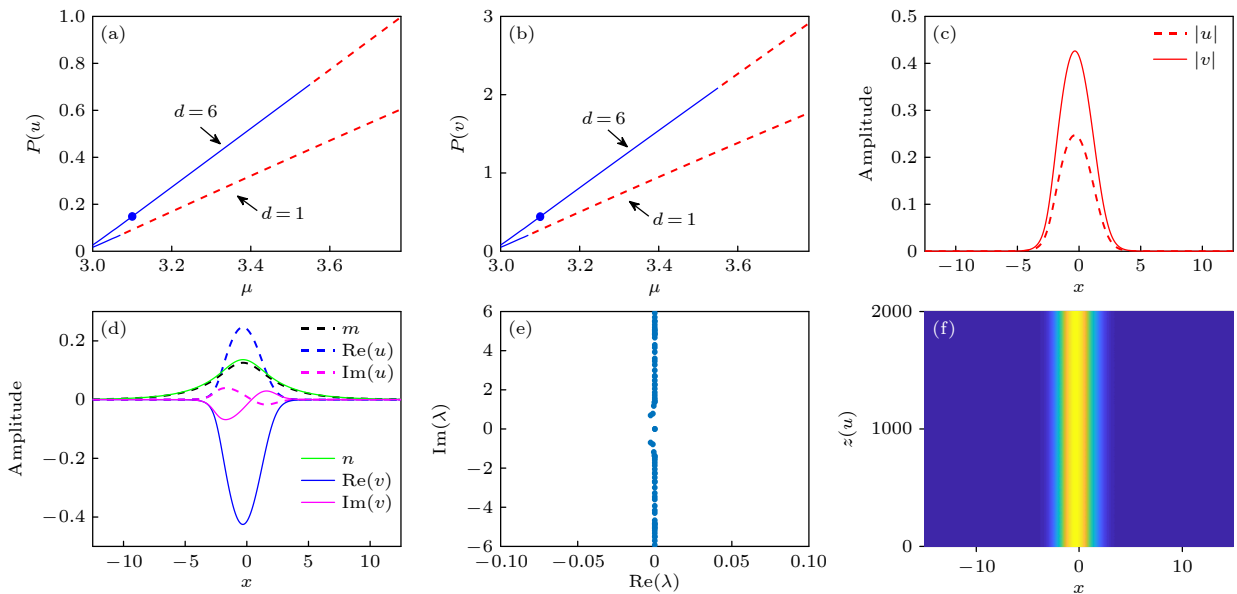 (a)
P(u)
1.0
0.8
0.6
0.4
0.2
0
3.0
3.2
3.4
3.6
μ
d=6
d=1
(b)
P(v)
3
2
1
0
3.0
3.2
3.4
3.6
μ
d=6
d=1
(c)
Amplitude
0.5
0.4
0.3
0.2
0.1
0
−10
−5
0
5
10
x
|u|
|v|
(d)
Amplitude
0.2
0
−0.2
−0.4
−10
−5
0
5
10
x
m
Re(u)
Im(u)
n
Re(v)
Im(v)
(e)
Im(λ)
6
4
2
0
−2
−4
−6
−0.10
−0.05
0
0.05
0.10
Re(λ)
(f)
z(u)
2000
1000
0
−10
0
10
x